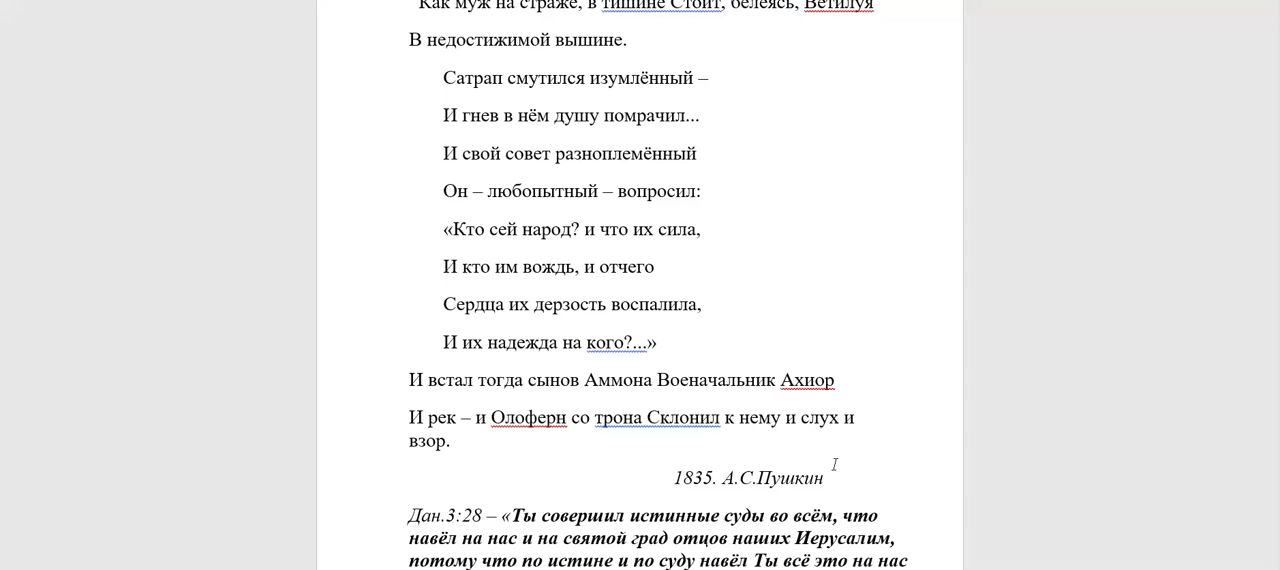 Как муж на страже, в тишине Стоит, белеясь, Ветилуя
В недостижимой вышине.
Сатрап смутился изумлённый –
И гнев в нём душу помрачил...
И свой совет разноплемённый
Он – любопытный – вопросил:
«Кто сей народ? и что их сила,
И кто им вождь, и отчего
Сердца их дерзость воспалила,
И их надежда на кого?...»
И встал тогда сынов Аммона Военачальник Ахиор
И рек – и Олоферн со трона Склонил к нему и слух и
взор.
1835. А.С.Пушкин
Дан.3:28 – «Ты совершил истинные суды во всём, что
навёл на нас и на святой град отцов наших Иерусалим,
потому что по истине и по суду навёл Ты всё это на нас